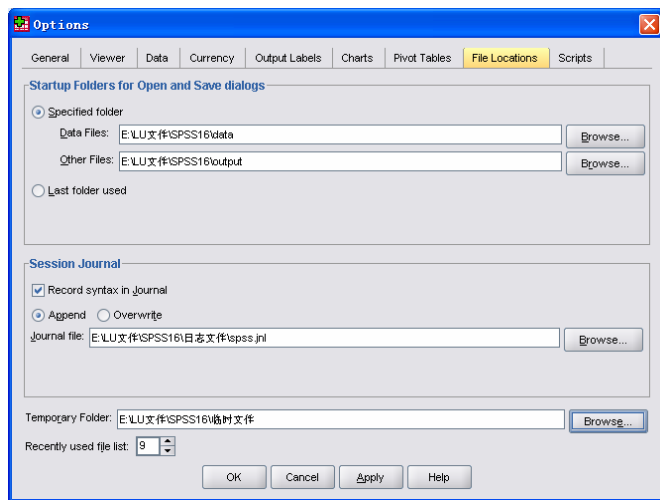 Options
General Viewer Data Currency Output Labels Charts Pivot Tables File Locations Scripts
Startup Folders for Open and Save dialogs
Specified folder
Data Files: E:\LU文件\SPSS16\data Browse...
Other Files: E:\LU文件\SPSS16\output Browse...
Last folder used
Session Journal
Record syntax in Journal
Append Overwrite
Journal file: E:\LU文件\SPSS16\日志文件\spss.jnl Browse...
Temporary Folder: E:\LU文件\SPSS16\临时文件 Browse...
Recently used file list: 9
OK Cancel Apply Help